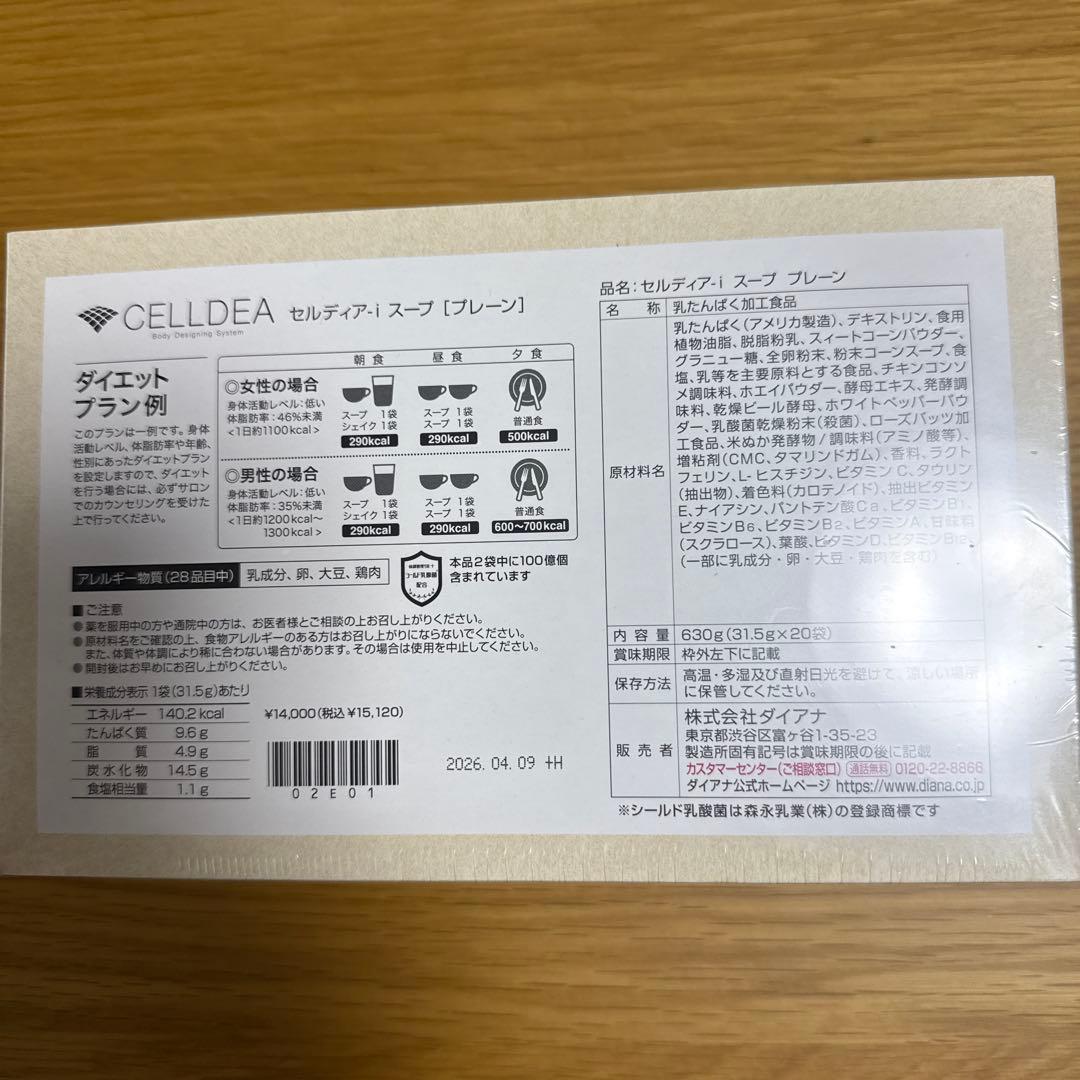 CELLDEA セルディア-i スープ [プレーン]
Body Designing System
ダイエット
プラン例
このプランは一例です。身体
活動レベル、体脂肪率や年齢、
性別にあったダイエットプラン
を設定しますので、ダイエット
を行う場合には、必ずサロン
でのカウンセリングを受けた
上で行ってください。
朝食 昼食 夕食
◎女性の場合
身体活動レベル:低い
体脂肪率:46%未満
<1日約1100kcal>
スープ 1袋
シェイク 1袋
290kcal
スープ 1袋
スープ 1袋
290kcal
普通食
500kcal
◎男性の場合
身体活動レベル:低い
体脂肪率:35%未満
<1日約1200kcal~
1300kcal>
スープ 1袋
シェイク 1袋
290kcal
スープ 1袋
スープ 1袋
290kcal
普通食
600~700kcal
アレルギー物質(28品目中) 乳成分、卵、大豆、鶏肉
シールド乳酸菌
配合
本品2袋中に100億個
含まれています
■ご注意
●薬を服用中の方や通院中の方は、お医者様とご相談の上お召し上がりください。
●原材料名をご確認の上、食物アレルギーのある方はお召し上がりにならないでください。
また、体質や体調により稀に合わない場合があります。その場合は使用を中止してください。
●開封後はお早めにお召し上がりください。
■栄養成分表示 1袋(31.5g)あたり
エネルギー 140.2kcal
たんぱく質 9.6g
脂質 4.9g
炭水化物 14.5g
食塩相当量 1.1g
¥14,000(税込¥15,120)
02E01
2026.04.09 +H
品名:セルディア-i スープ プレーン
名称 乳たんぱく加工食品
原材料名
乳たんぱく(アメリカ製造)、デキストリン、食用
植物油脂、脱脂粉乳、スィートコーンパウダー、
グラニュー糖、全卵粉末、粉末コーンスープ、食
塩、乳等を主要原料とする食品、チキンコンソ
メ調味料、ホエイパウダー、酵母エキス、発酵調
味料、乾燥ビール酵母、ホワイトペッパーパウ
ダー、乳酸菌乾燥粉末(殺菌)、ローズバッツ加
工食品、米ぬか発酵物/調味料(アミノ酸等)、
増粘剤(CMC、タマリンドガム)、香料、ラクト
フェリン、L-ヒスチジン、ビタミンC、タウリン
(抽出物)、着色料(カロテノイド)、抽出ビタミン
E、ナイアシン、パントテン酸Ca、ビタミンB1、
ビタミンB6、ビタミンB2、ビタミンA、甘味料
(スクラロース)、葉酸、ビタミンD、ビタミンB12、
(一部に乳成分・卵・大豆・鶏肉を含む)
内容量 630g(31.5g×20袋)
賞味期限 枠外左下に記載
保存方法 高温・多湿及び直射日光を避けて、涼しい場所
に保管してください。
販売者
株式会社ダイアナ
東京都渋谷区富ヶ谷1-35-23
製造所固有記号は賞味期限の後に記載
カスタマーセンター(ご相談窓口) 通話無料 0120-22-8866
ダイアナ公式ホームページ https://www.diana.co.jp
※シールド乳酸菌は森永乳業(株)の登録商標です